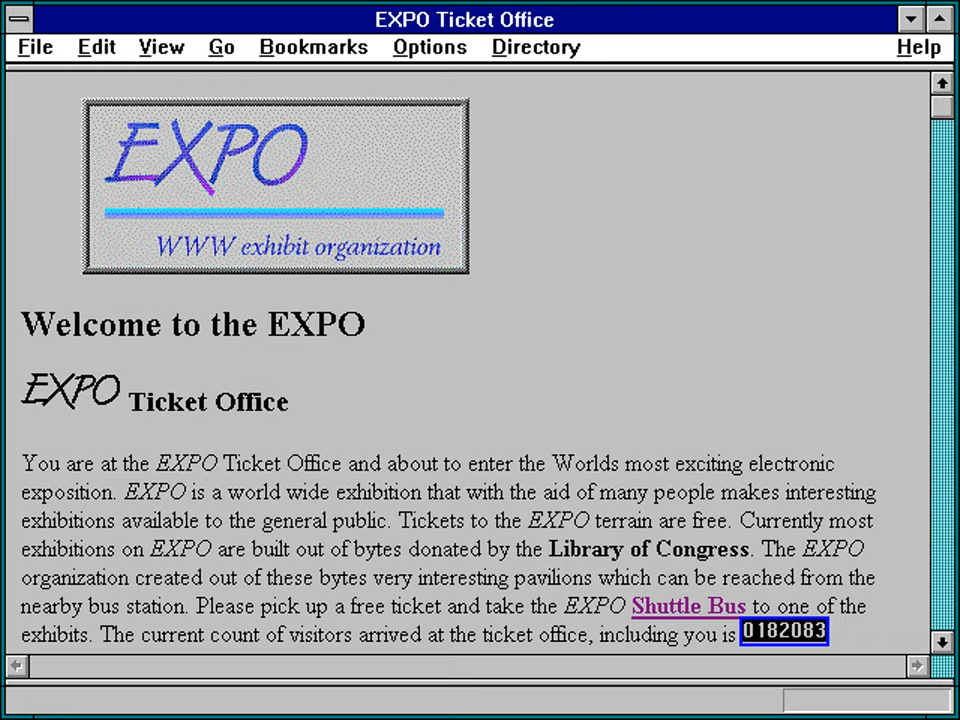 EXPO Ticket Office
File Edit View Go Bookmarks Options Directory Help
EXPO
WWW exhibit organization
Welcome to the EXPO
EXPO Ticket Office
You are at the EXPO Ticket Office and about to enter the Worlds most exciting electronic
exposition. EXPO is a world wide exhibition that with the aid of many people makes interesting
exhibitions available to the general public. Tickets to the EXPO terrain are free. Currently most
exhibitions on EXPO are built out of bytes donated by the Library of Congress. The EXPO
organization created out of these bytes very interesting pavilions which can be reached from the
nearby bus station. Please pick up a free ticket and take the EXPO Shuttle Bus to one of the
exhibits. The current count of visitors arrived at the ticket office, including you is 0182083